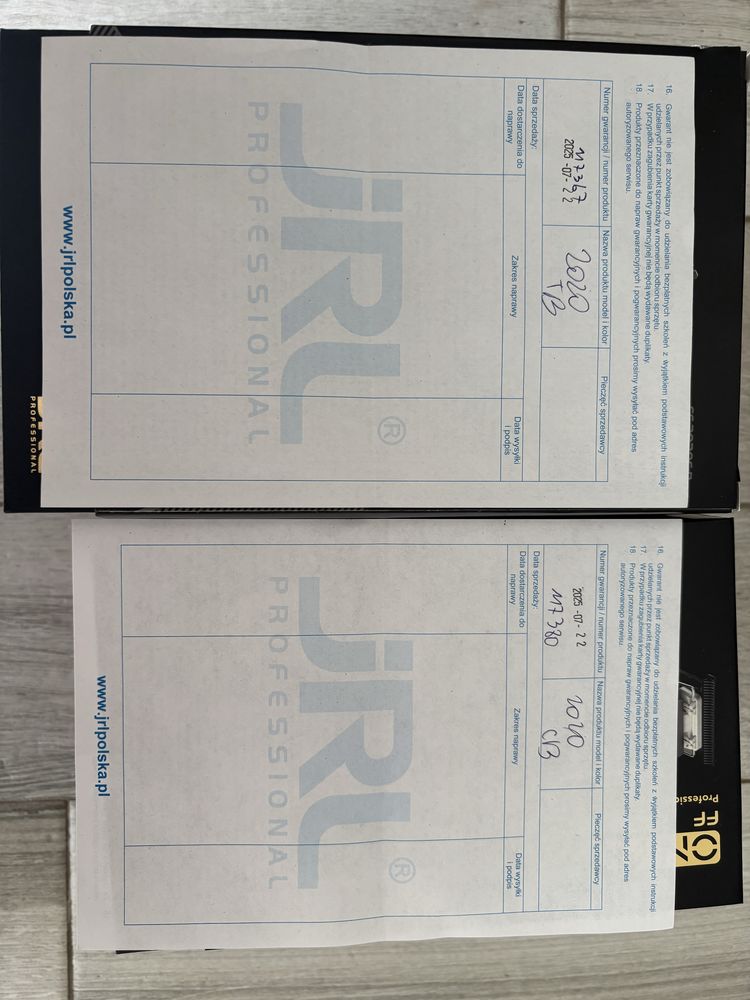 16. Gwarant nie jest zobowiązany do udzielania bezpłatnych szkoleń z wyjątkiem podstawowych instrukcji
udzielanych przez punkt sprzedaży w momencie odbioru sprzętu.
17. W przypadku zagubienia karty gwarancyjnej nie będą wydawane duplikaty.
18. Produkty przeznaczone do napraw gwarancyjnych i pogwarancyjnych prosimy wysyłać pod adres
autoryzowanego serwisu.
Numer gwarancji / numer produktu Nazwa produktu model i kolor Pieczęć sprzedawcy
117347 2020
2025-07-22 TB
Data sprzedaży:
Data dostarczenia do naprawy Zakres naprawy Data wysyłki i podpis
JRL®
PROFESSIONAL
www.jrlpolska.pl
PROFESSIONAL
16. Gwarant nie jest zobowiązany do udzielania bezpłatnych szkoleń z wyjątkiem podstawowych instrukcji
udzielanych przez punkt sprzedaży w momencie odbioru sprzętu.
17 W przypadku zagubienia karty gwarancyjnej nie będą wydawane duplikaty.
18 Produkty przeznaczone do napraw gwarancyjnych i pogwarancyjnych prosimy wysyłać pod adres
autoryzowanego serwisu.
Numer gwarancji / numer produktu Nazwa produktu model i kolor Pieczęć sprzedawcy
2025-07-22 2020
117380 CB
Data sprzedaży:
Data dostarczenia do naprawy Zakres naprawy Data wysyłki i podpis
JRL®
PROFESSIONAL
www.jrlpolska.pl
FF